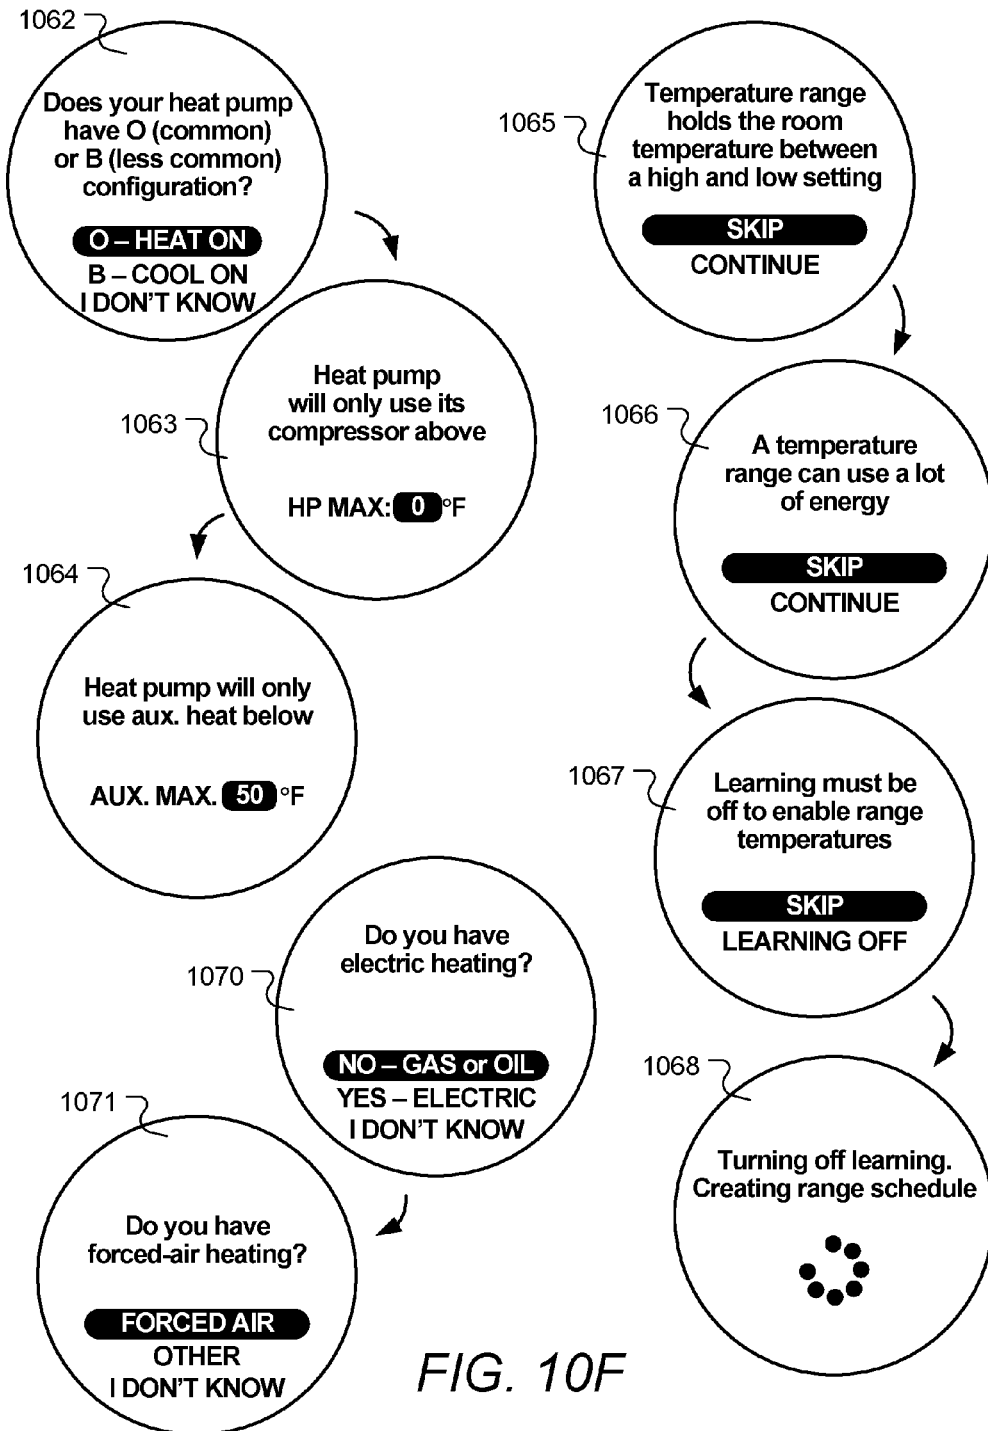 1062
Does your heat pump
have O (common)
or B (less common)
configuration?
O – HEAT ON
B – COOL ON
I DON'T KNOW
1063
Heat pump
will only use its
compressor above
HP MAX: 0 °F
1064
Heat pump will only
use aux. heat below
AUX. MAX. 50 °F
1070
Do you have
electric heating?
NO – GAS or OIL
YES – ELECTRIC
I DON'T KNOW
1071
Do you have
forced-air heating?
FORCED AIR
OTHER
I DON'T KNOW
1065
Temperature range
holds the room
temperature between
a high and low setting
SKIP
CONTINUE
1066
A temperature
range can use a lot
of energy
SKIP
CONTINUE
1067
Learning must be
off to enable range
temperatures
SKIP
LEARNING OFF
1068
Turning off learning.
Creating range schedule
FIG. 10F